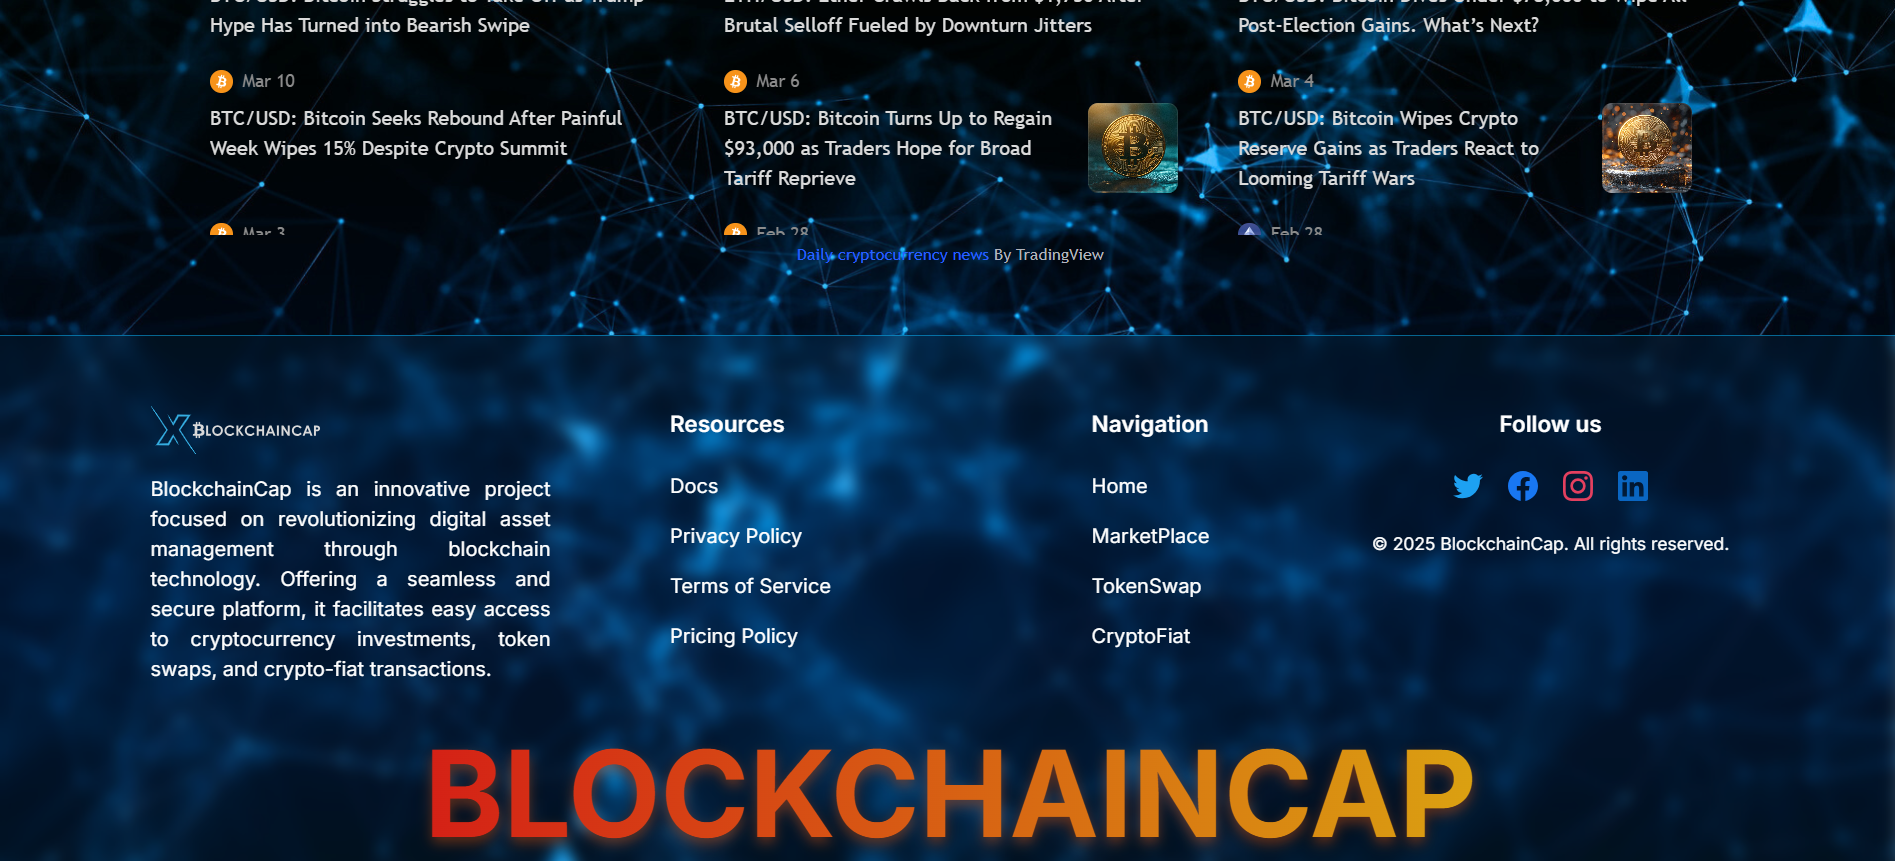 Hype Has Turned into Bearish Swipe
Brutal Selloff Fueled by Downturn Jitters
Post-Election Gains. What’s Next?
Mar 10
BTC/USD: Bitcoin Seeks Rebound After Painful
Week Wipes 15% Despite Crypto Summit
Mar 6
BTC/USD: Bitcoin Turns Up to Regain
$93,000 as Traders Hope for Broad
Tariff Reprieve
Mar 4
BTC/USD: Bitcoin Wipes Crypto
Reserve Gains as Traders React to
Looming Tariff Wars
Mar 3
Feb 28
Feb 28
Daily cryptocurrency news By TradingView
BLOCKCHAINCAP
BlockchainCap is an innovative project
focused on revolutionizing digital asset
management through blockchain
technology. Offering a seamless and
secure platform, it facilitates easy access
to cryptocurrency investments, token
swaps, and crypto-fiat transactions.
Resources
Docs
Privacy Policy
Terms of Service
Pricing Policy
Navigation
Home
MarketPlace
TokenSwap
CryptoFiat
Follow us
© 2025 BlockchainCap. All rights reserved.
BLOCKCHAINCAP